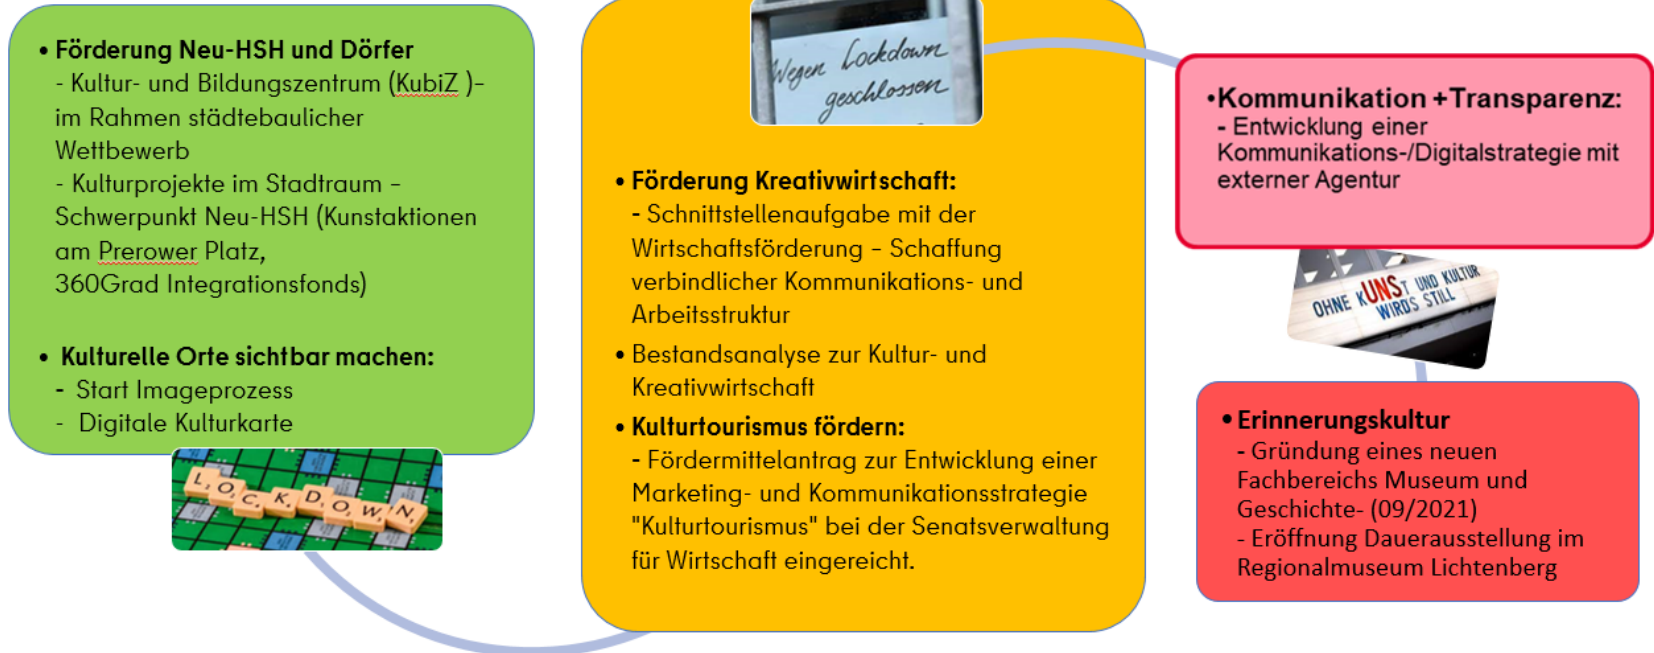 • Förderung Neu-HSH und Dörfer
- Kultur- und Bildungszentrum (KubiZ )–
im Rahmen städtebaulicher
Wettbewerb
- Kulturprojekte im Stadtraum –
Schwerpunkt Neu-HSH (Kunstaktionen
am Prerower Platz,
360Grad Integrationsfonds)
• Kulturelle Orte sichtbar machen:
- Start Imageprozess
- Digitale Kulturkarte
LOCKDOWN
Wegen Lockdown
geschlossen
• Förderung Kreativwirtschaft:
- Schnittstellenaufgabe mit der
Wirtschaftsförderung – Schaffung
verbindlicher Kommunikations- und
Arbeitsstruktur
• Bestandsanalyse zur Kultur- und
Kreativwirtschaft
• Kulturtourismus fördern:
- Fördermittelantrag zur Entwicklung einer
Marketing- und Kommunikationsstrategie
"Kulturtourismus" bei der Senatsverwaltung
für Wirtschaft eingereicht.
•Kommunikation +Transparenz:
- Entwicklung einer
Kommunikations-/Digitalstrategie mit
externer Agentur
OHNE KUNST UND KULTUR
WIRDS STILL
•Erinnerungskultur
- Gründung eines neuen
Fachbereichs Museum und
Geschichte- (09/2021)
- Eröffnung Dauerausstellung im
Regionalmuseum Lichtenberg